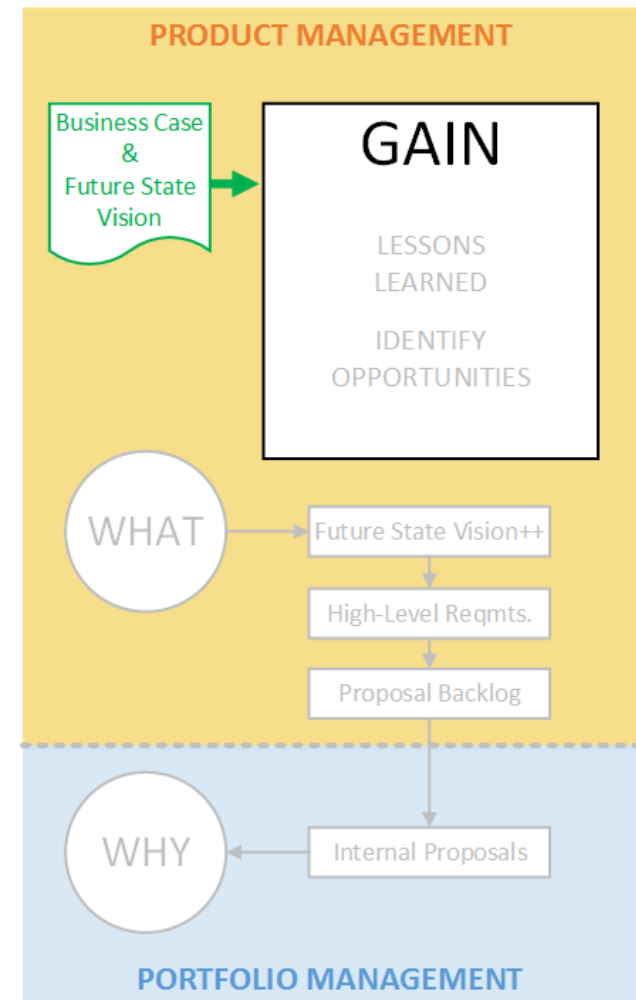 PRODUCT MANAGEMENT
Business Case
&
Future State
Vision
GAIN
LESSONS
LEARNED
IDENTIFY
OPPORTUNITIES
WHAT
Future State Vision++
High-Level Reqmts.
Proposal Backlog
WHY
Internal Proposals
PORTFOLIO MANAGEMENT